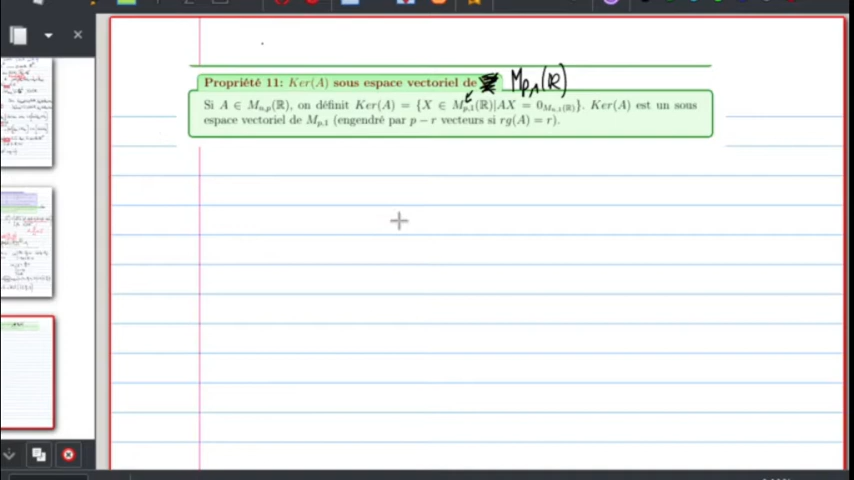 Propriété 11: Ker(A) sous espace vectoriel de M_{p,1}(ℝ)
Si A ∈ M_{n,p}(ℝ), on définit Ker(A) = {X ∈ M_{p,1}(ℝ)|AX = 0_{M_{n,1}(ℝ)}}. Ker(A) est un sous
espace vectoriel de M_{p,1} (engendré par p − r vecteurs si rg(A) = r).